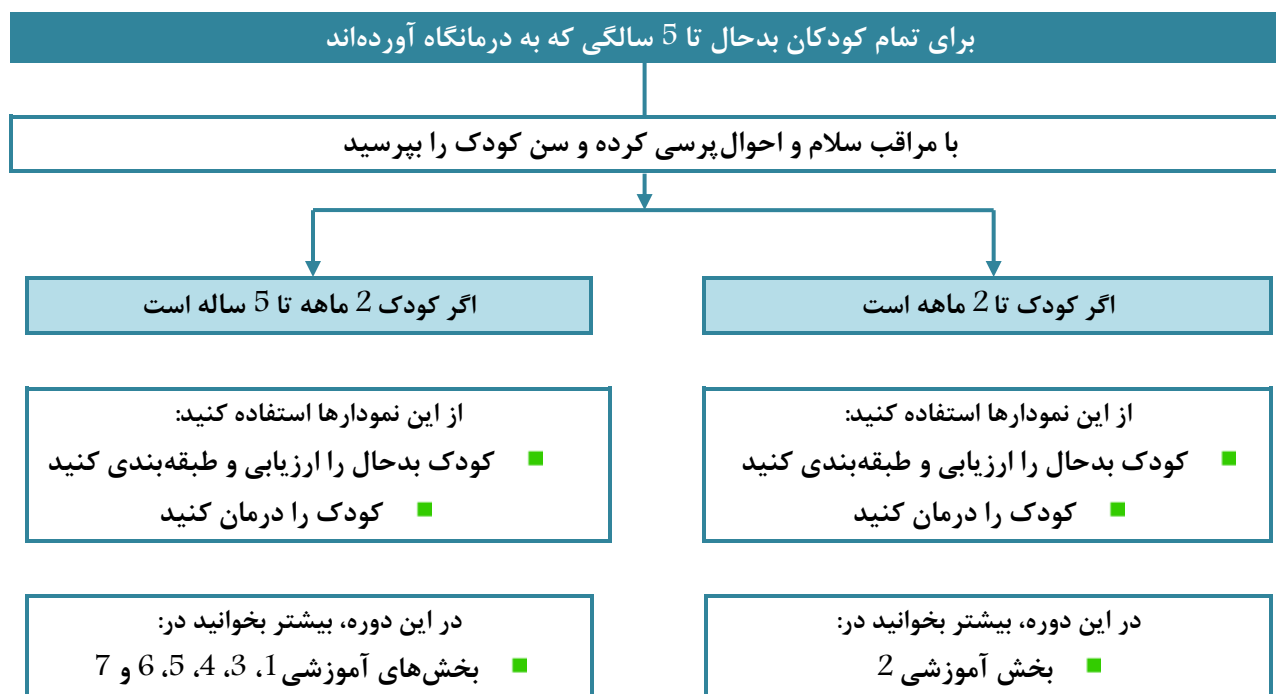 برای تمام کودکان بدحال تا 5 سالگی که به درمانگاه آورده‌اند
با مراقب سلام و احوال‌پرسی کرده و سن کودک را بپرسید
اگر کودک تا 2 ماهه است
اگر کودک 2 ماهه تا 5 ساله است
از این نمودارها استفاده کنید:
■ کودک بدحال را ارزیابی و طبقه‌بندی کنید
■ کودک را درمان کنید
از این نمودارها استفاده کنید:
■ کودک بدحال را ارزیابی و طبقه‌بندی کنید
■ کودک را درمان کنید
در این دوره، بیشتر بخوانید در:
■ بخش آموزشی 2
در این دوره، بیشتر بخوانید در:
■ بخش‌های آموزشی 1، 3، 4، 5، 6 و 7